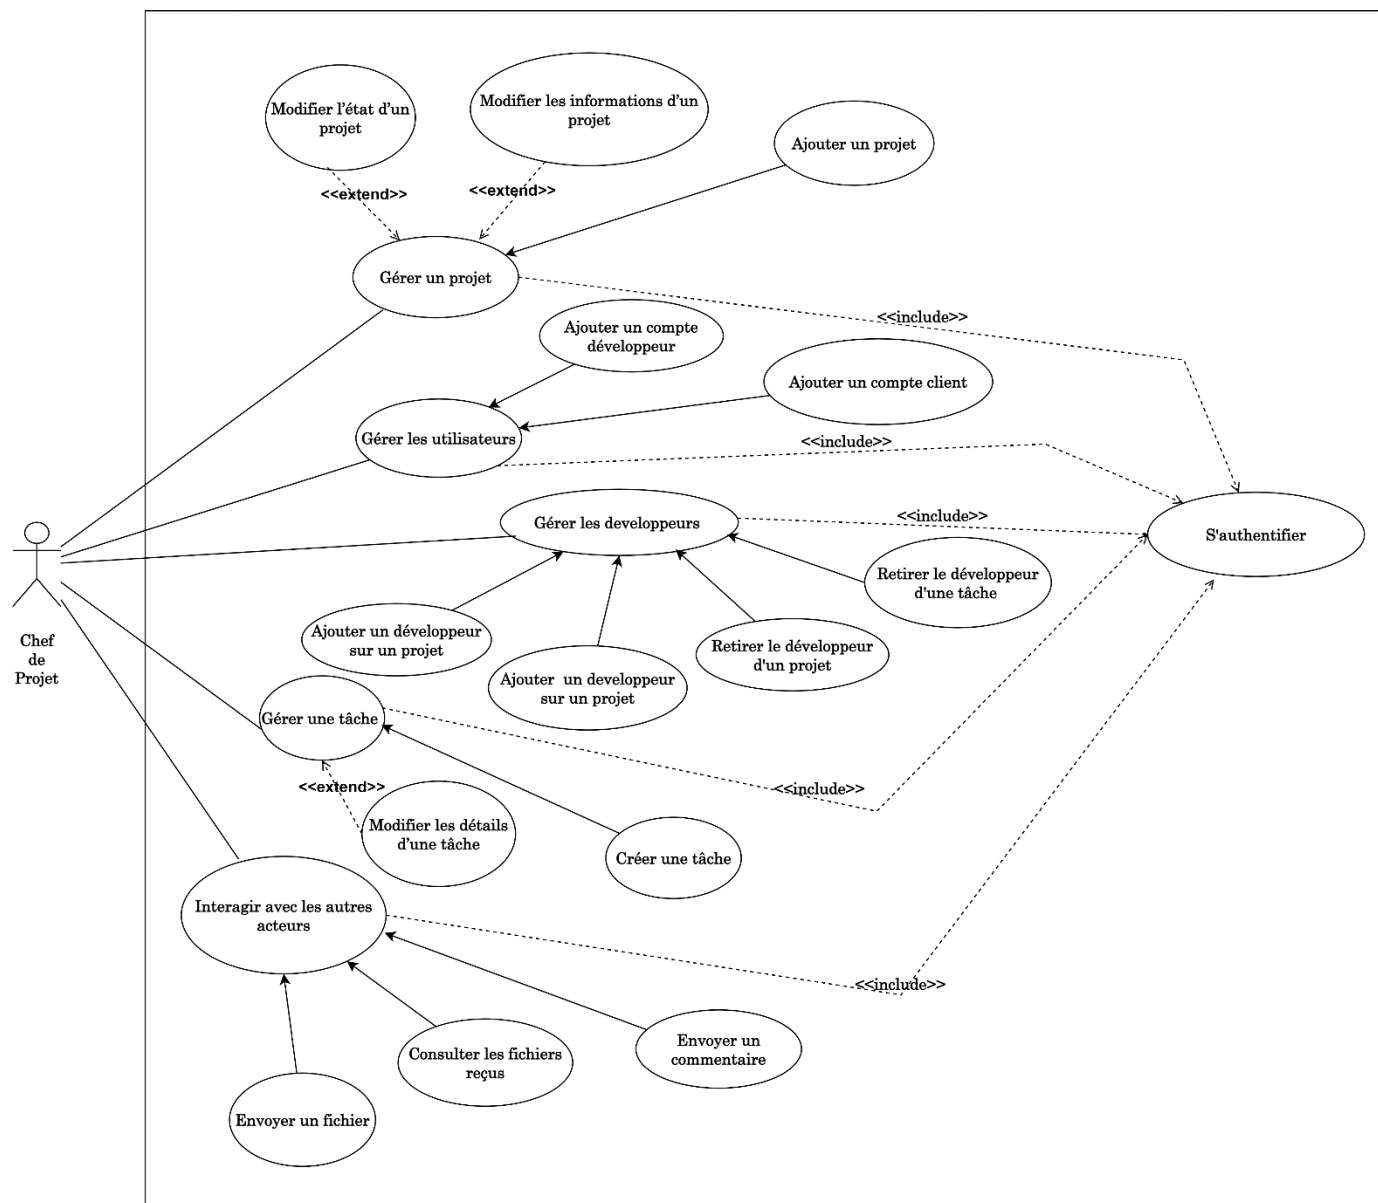 Modifier l'état d'un
projet
Modifier les informations d'un
projet
Ajouter un projet
<<extend>>
<<extend>>
Gérer un projet
<<include>>
Ajouter un compte
développeur
Ajouter un compte client
Gérer les utilisateurs
<<include>>
Gérer les developpeurs
<<include>>
S'authentifier
Retirer le développeur
d'une tâche
Ajouter un développeur
sur un projet
Ajouter  un developpeur
sur un projet
Retirer le développeur
d'un projet
Chef
de
Projet
Gérer une tâche
<<extend>>
<<include>>
Modifier les détails
d'une tâche
Créer une tâche
Interagir avec les autres
acteurs
<<include>>
Envoyer un
commentaire
Consulter les fichiers
reçus
Envoyer un fichier